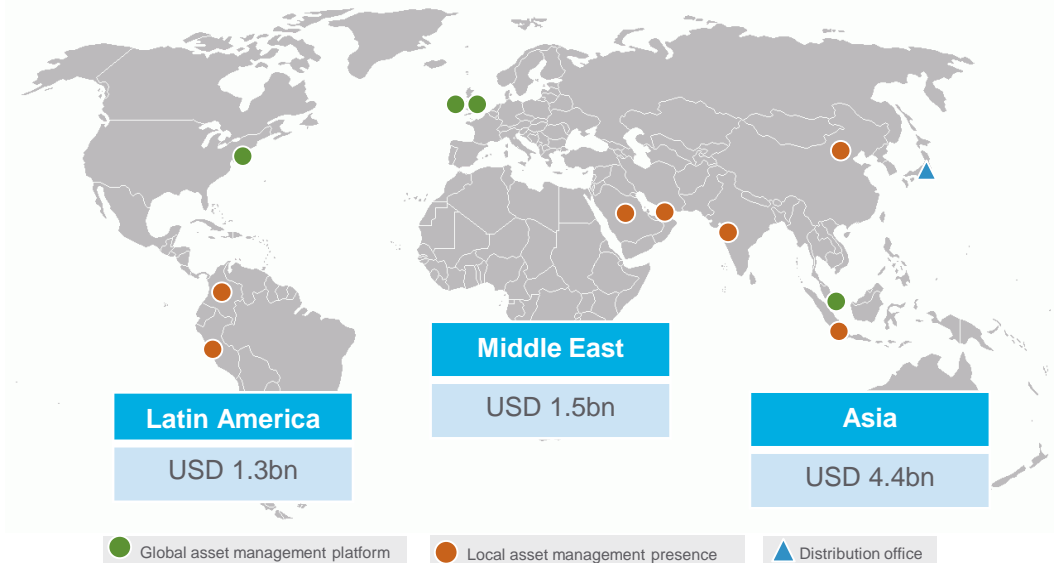 Middle East
USD 1.5bn
Latin America
USD 1.3bn
Asia
USD 4.4bn
Global asset management platform
Local asset management presence
Distribution office